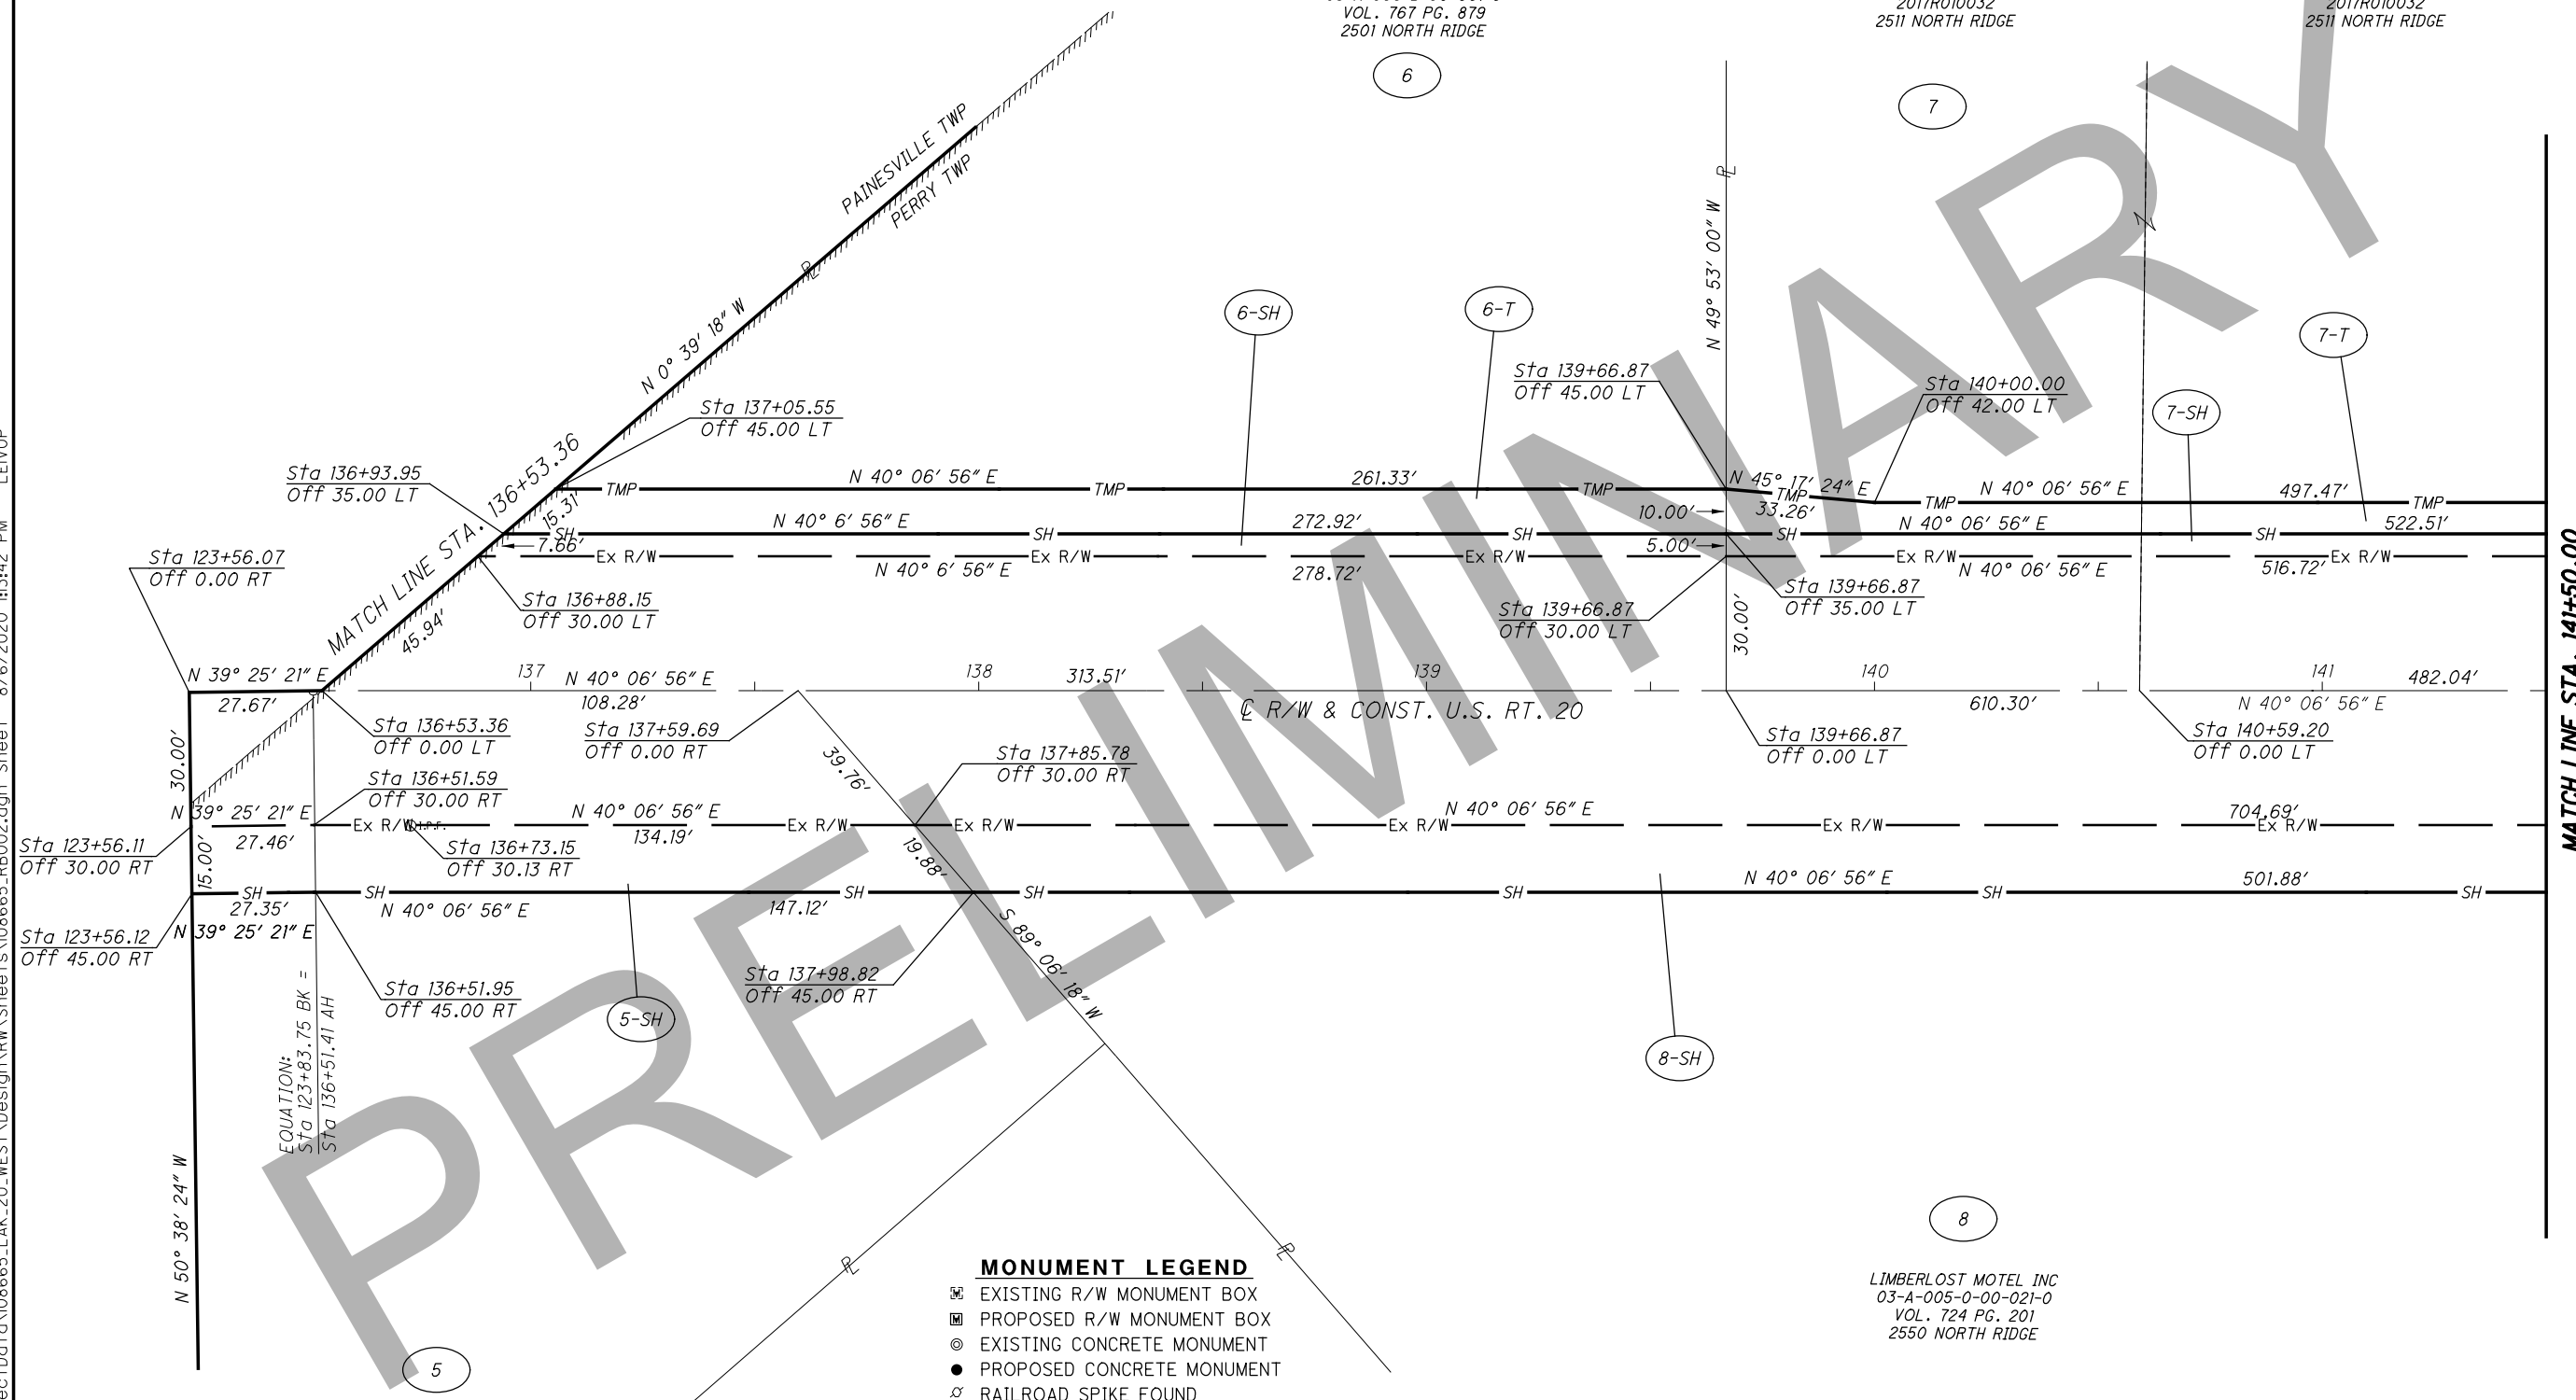 VOL. 767 PG. 879
2501 NORTH RIDGE
6
2017R010032
2511 NORTH RIDGE
7
2017R010032
2511 NORTH RIDGE
PAINESVILLE TWP
PERRY TWP
N 0° 39' 18" W
N 49° 53' 00" W
6-SH
6-T
7-T
7-SH
Sta 139+66.87
Off 45.00 LT
Sta 140+00.00
Off 42.00 LT
Sta 137+05.55
Off 45.00 LT
Sta 136+93.95
Off 35.00 LT
MATCH LINE STA. 136+53.36
TMP
N 40° 06' 56" E
TMP
261.33'
TMP
N 45° 17' 24" E
TMP
33.26'
TMP
N 40° 06' 56" E
497.47'
TMP
15.31'
SH
N 40° 6' 56" E
SH
272.92'
SH
10.00'
SH
N 40° 06' 56" E
SH
522.51'
7.66'
Ex R/W
N 40° 6' 56" E
Ex R/W
278.72'
Ex R/W
5.00'
Ex R/W
N 40° 06' 56" E
516.72'
Ex R/W
Sta 123+56.07
Off 0.00 RT
45.94'
Sta 136+88.15
Off 30.00 LT
Sta 139+66.87
Off 30.00 LT
Sta 139+66.87
Off 35.00 LT
30.00'
N 39° 25' 21" E
27.67'
137
N 40° 06' 56" E
108.28'
138
313.51'
139
140
610.30'
141
482.04'
N 40° 06' 56" E
℄ R/W & CONST. U.S. RT. 20
MATCH LINE STA. 141+50.00
Sta 136+53.36
Off 0.00 LT
Sta 137+59.69
Off 0.00 RT
Sta 139+66.87
Off 0.00 LT
Sta 140+59.20
Off 0.00 LT
30.00'
39.76'
Sta 137+85.78
Off 30.00 RT
Sta 136+51.59
Off 30.00 RT
N 39° 25' 21" E
27.46'
Ex R/W
I.P.F.
N 40° 06' 56" E
134.19'
Ex R/W
Ex R/W
Ex R/W
N 40° 06' 56" E
Ex R/W
704.69'
Ex R/W
Sta 123+56.11
Off 30.00 RT
Sta 136+73.15
Off 30.13 RT
15.00'
19.88'
SH
27.35'
N 39° 25' 21" E
SH
N 40° 06' 56" E
147.12'
SH
SH
SH
N 40° 06' 56" E
SH
501.88'
SH
Sta 123+56.12
Off 45.00 RT
Sta 136+51.95
Off 45.00 RT
Sta 137+98.82
Off 45.00 RT
S 89° 06' 18" W
5-SH
8-SH
EQUATION:
Sta 123+83.75 BK =
Sta 136+51.41 AH
N 50° 38' 24" W
5
8
LIMBERLOST MOTEL INC
03-A-005-0-00-021-0
VOL. 724 PG. 201
2550 NORTH RIDGE
MONUMENT LEGEND
EXISTING R/W MONUMENT BOX
PROPOSED R/W MONUMENT BOX
EXISTING CONCRETE MONUMENT
PROPOSED CONCRETE MONUMENT
RAILROAD SPIKE FOUND
PRELIMINARY